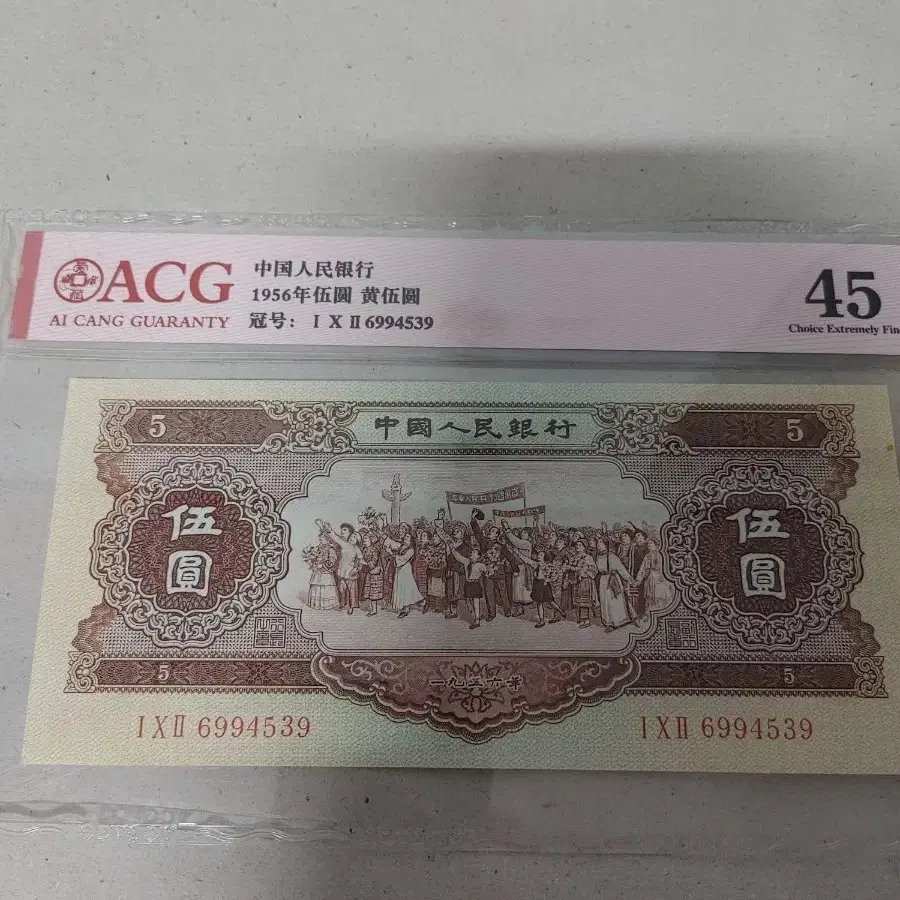 ACG
AI CANG GUARANTY
中国人民银行
1956年伍圆 黄伍圆
冠号: I X II 6994539
45
Choice Extremely Fin
5
中國人民銀行
5
伍圓
伍圓
5
一九五六年
5
I X II 6994539
I X II 6994539